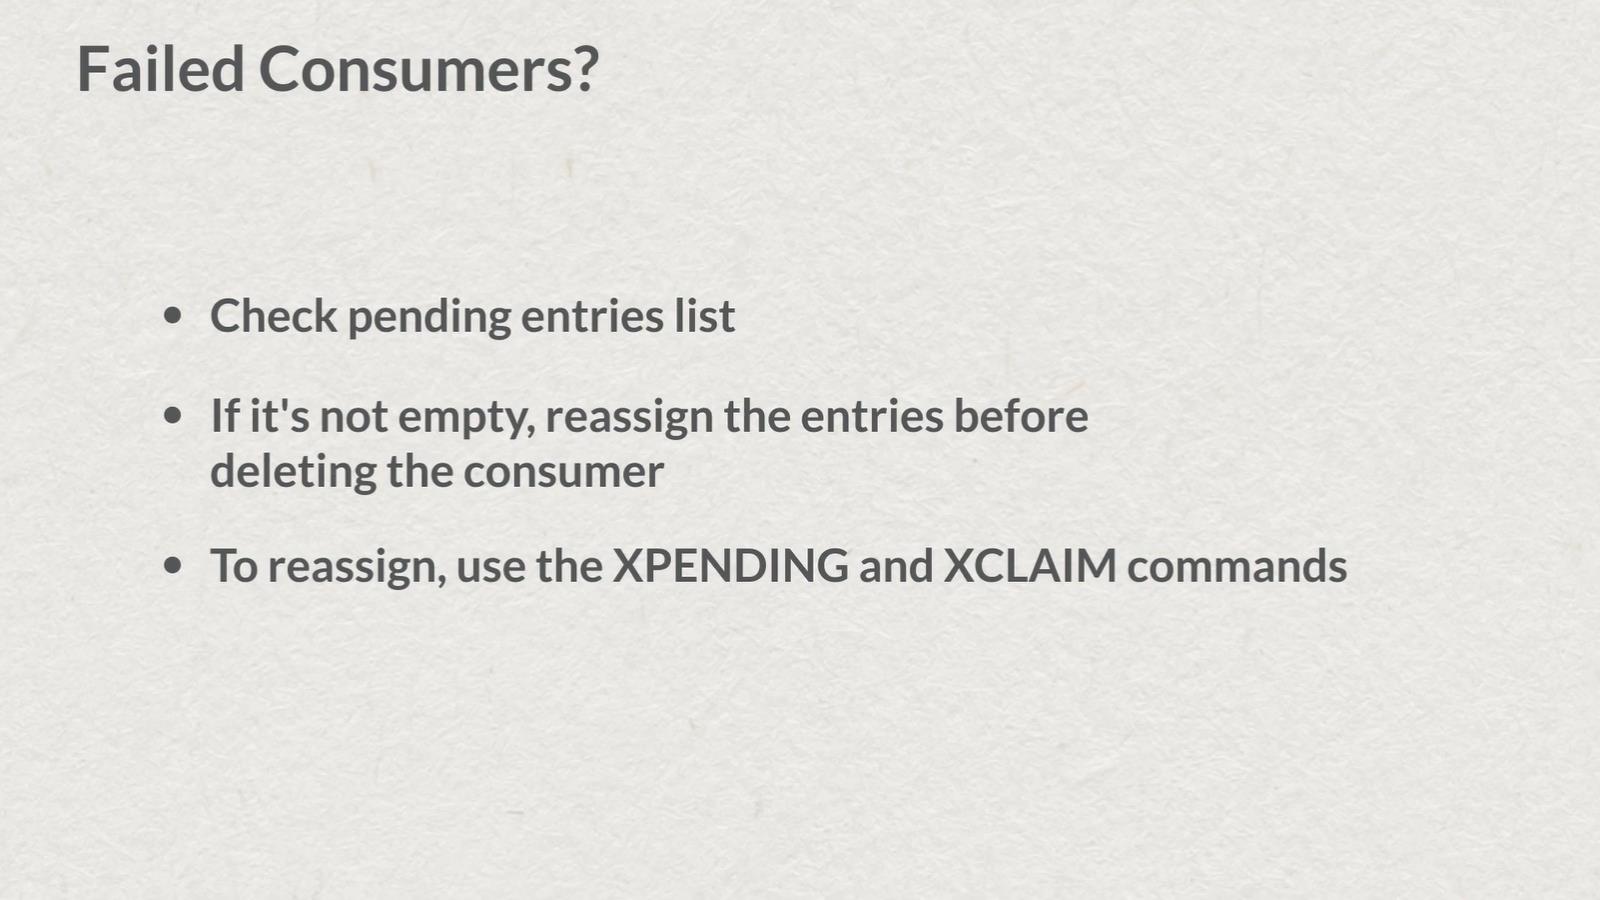 Failed Consumers?
• Check pending entries list
• If it's not empty, reassign the entries before
deleting the consumer
• To reassign, use the XPENDING and XCLAIM commands